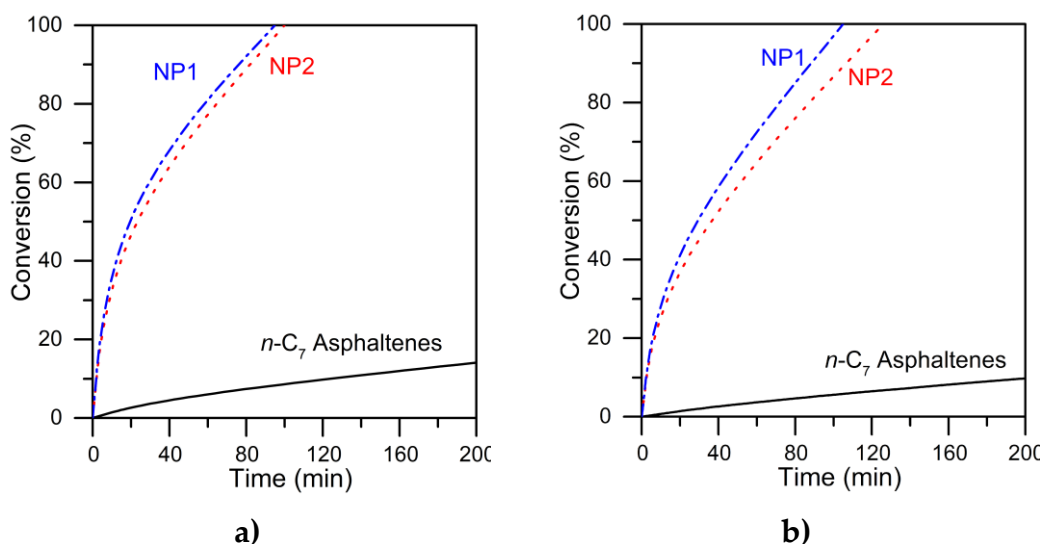 100
80
60
40
20
0
Conversion (%)
NP1
NP2
n-C7 Asphaltenes
0 40 80 120 160 200
Time (min)
a)
100
80
60
40
20
0
Conversion (%)
NP1
NP2
n-C7 Asphaltenes
0 40 80 120 160 200
Time (min)
b)